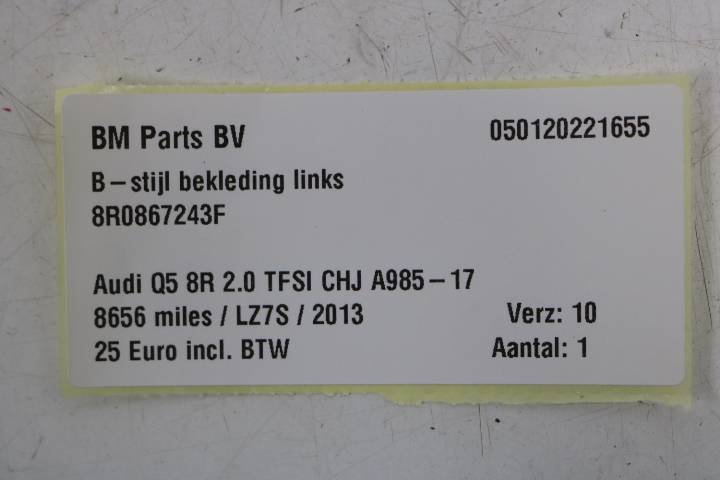 BM Parts BV 050120221655
B-stijl bekleding links
8R0867243F
Audi Q5 8R 2.0 TFSI CHJ A985-17
8656 miles / LZ7S / 2013 Verz: 10
25 Euro incl. BTW Aantal: 1